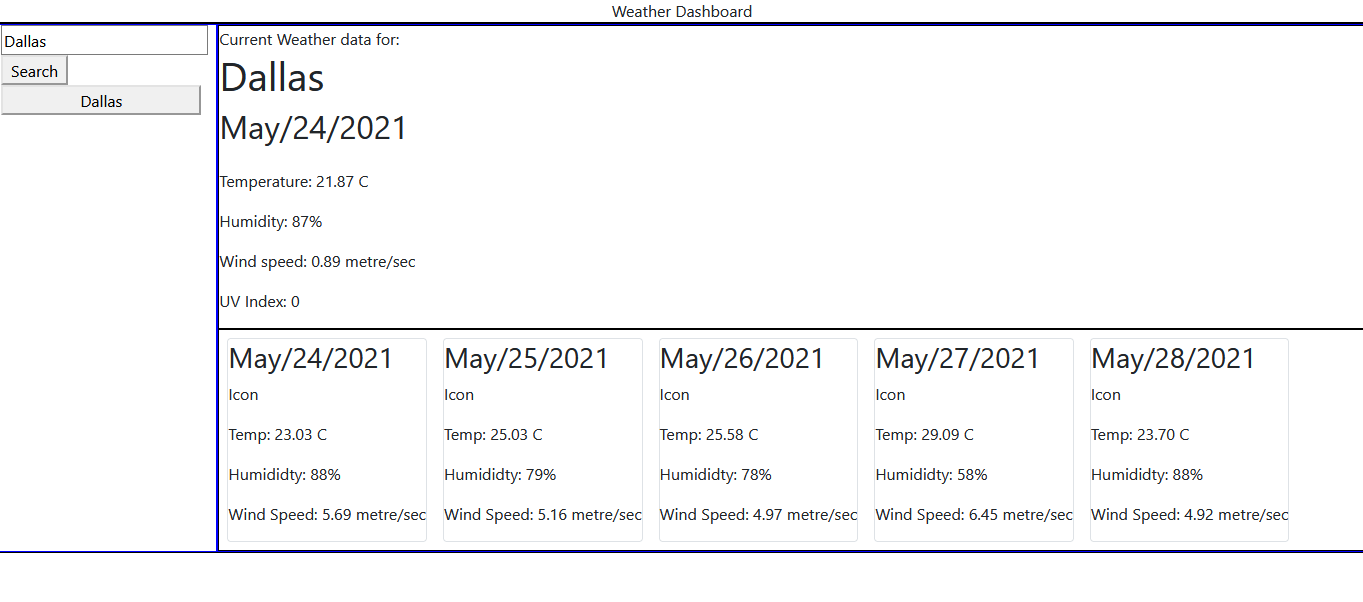 Weather Dashboard
Dallas
Search
Dallas
Current Weather data for:
Dallas
May/24/2021
Temperature: 21.87 C
Humidity: 87%
Wind speed: 0.89 metre/sec
UV Index: 0
May/24/2021
Icon
Temp: 23.03 C
Humididty: 88%
Wind Speed: 5.69 metre/sec
May/25/2021
Icon
Temp: 25.03 C
Humididty: 79%
Wind Speed: 5.16 metre/sec
May/26/2021
Icon
Temp: 25.58 C
Humididty: 78%
Wind Speed: 4.97 metre/sec
May/27/2021
Icon
Temp: 29.09 C
Humididty: 58%
Wind Speed: 6.45 metre/sec
May/28/2021
Icon
Temp: 23.70 C
Humididty: 88%
Wind Speed: 4.92 metre/sec